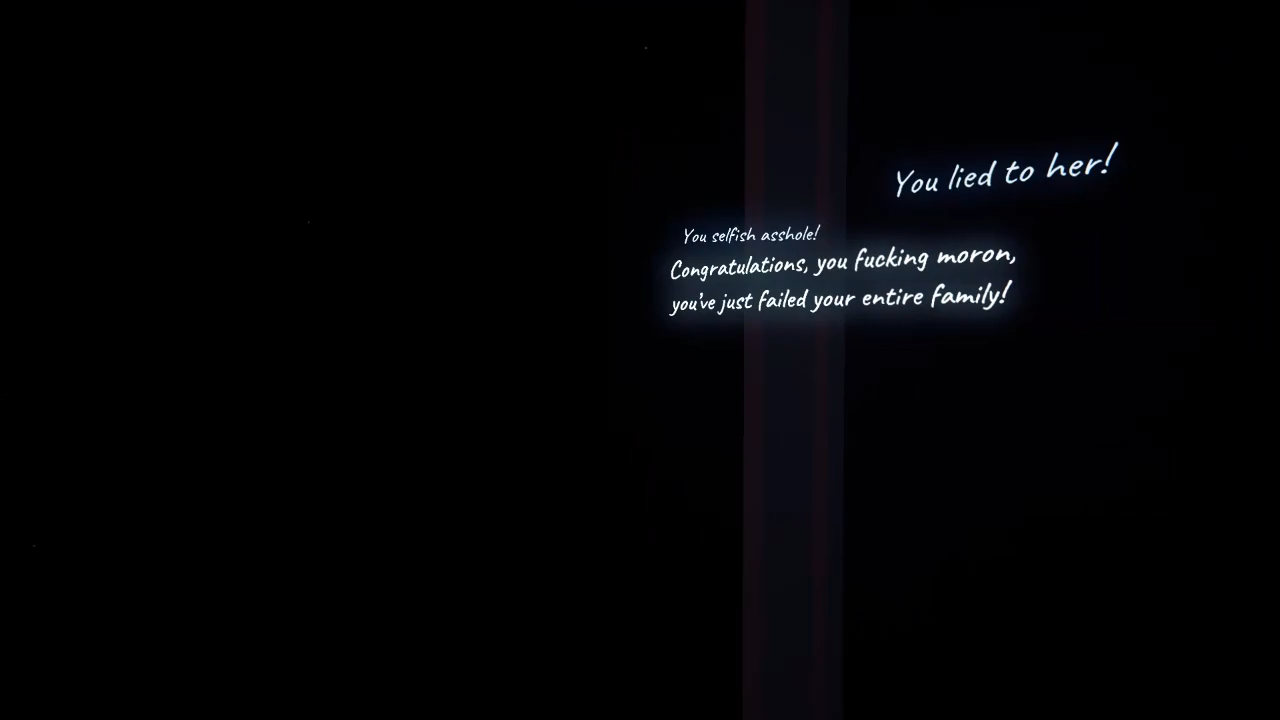 You lied to her!
You selfish asshole!
Congratulations, you fucking moron,
you've just failed your entire family!